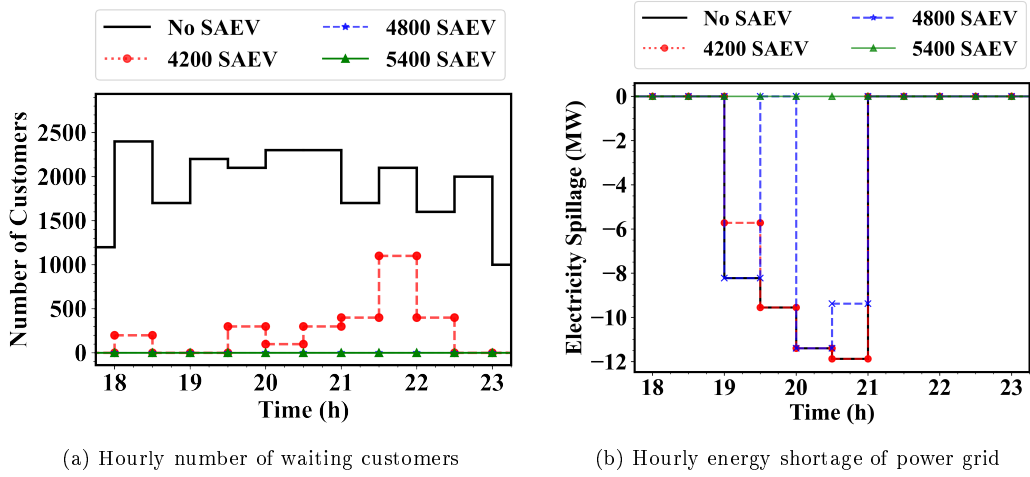 No SAEV
4200 SAEV
4800 SAEV
5400 SAEV
Number of Customers
2500
2000
1500
1000
500
0
18 19 20 21 22 23
Time (h)
(a) Hourly number of waiting customers
No SAEV
4200 SAEV
4800 SAEV
5400 SAEV
Electricity Spillage (MW)
0
−2
−4
−6
−8
−10
−12
18 19 20 21 22 23
Time (h)
(b) Hourly energy shortage of power grid